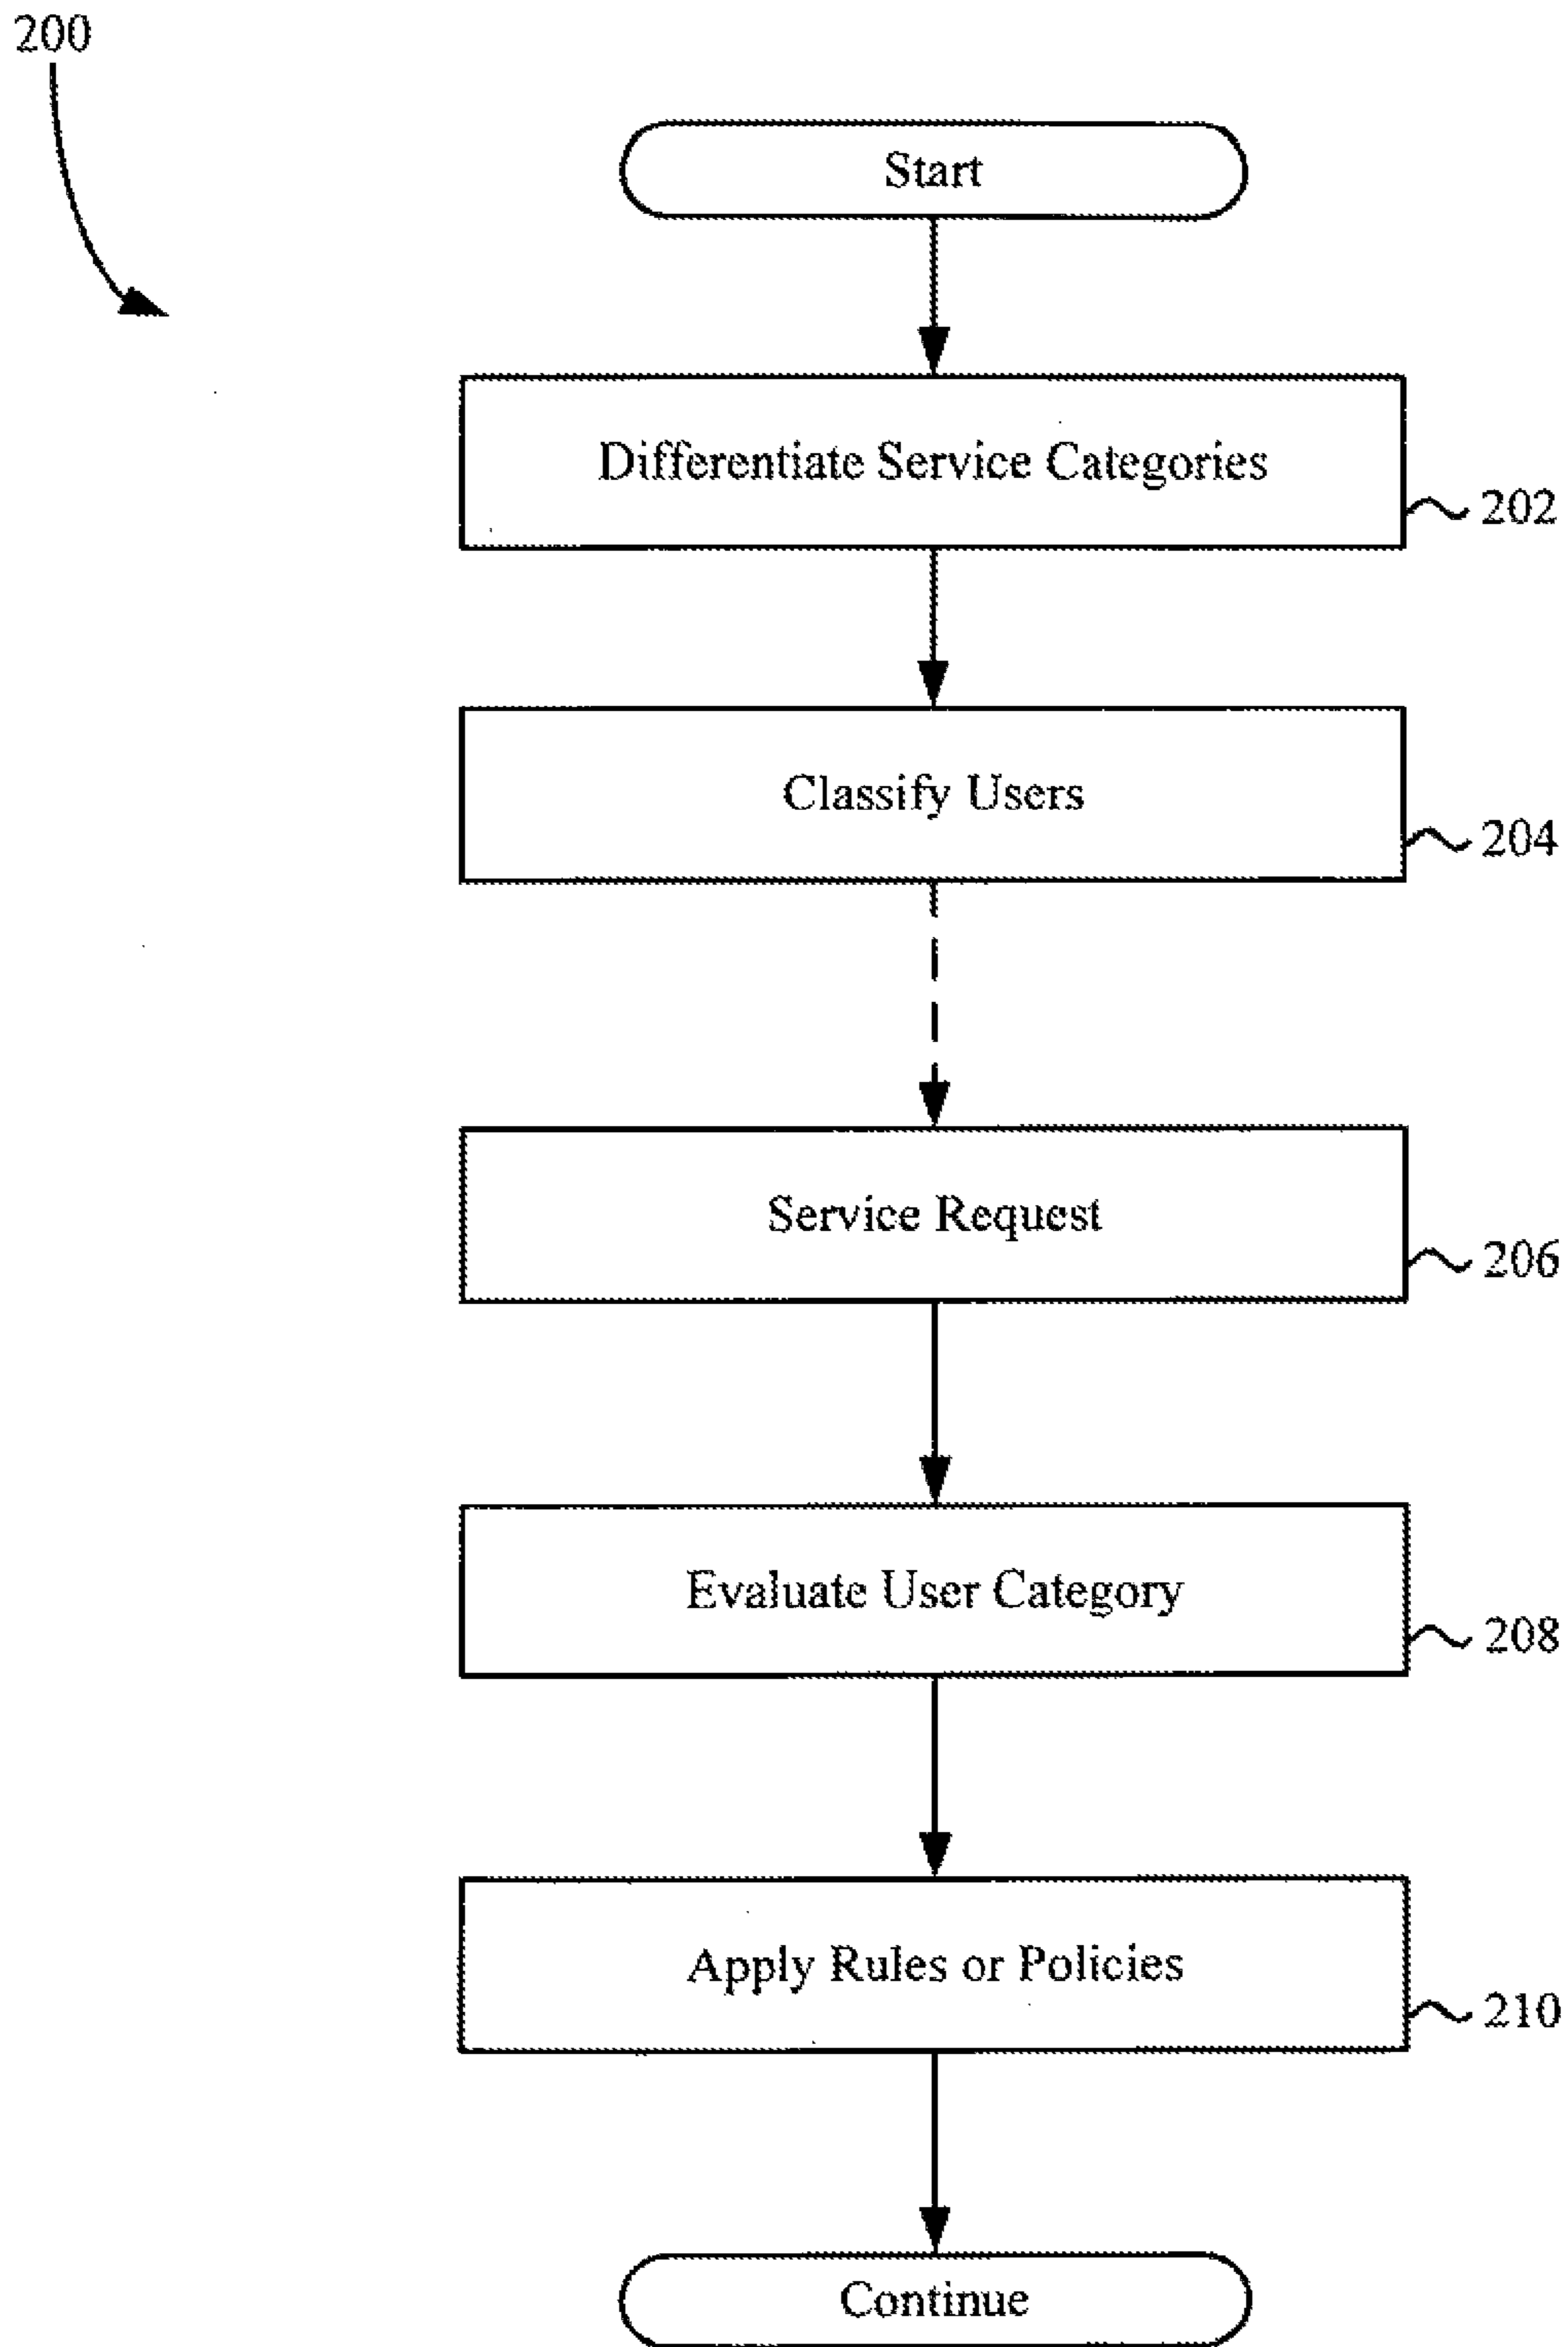 200
Start
Differentiate Service Categories
202
Classify Users
204
Service Request
206
Evaluate User Category
208
Apply Rules or Policies
210
Continue